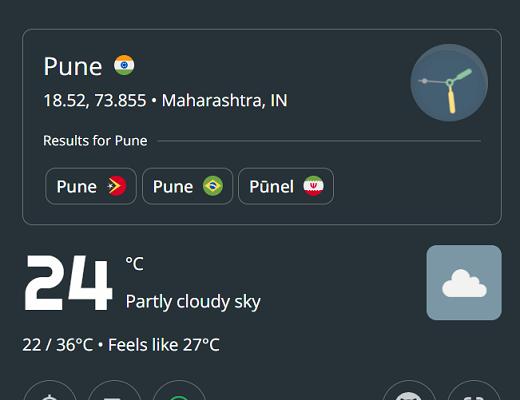 Pune
18.52, 73.855 • Maharashtra, IN
Results for Pune
Pune Pune Pūnel
24 °C
Partly cloudy sky
22 / 36°C • Feels like 27°C